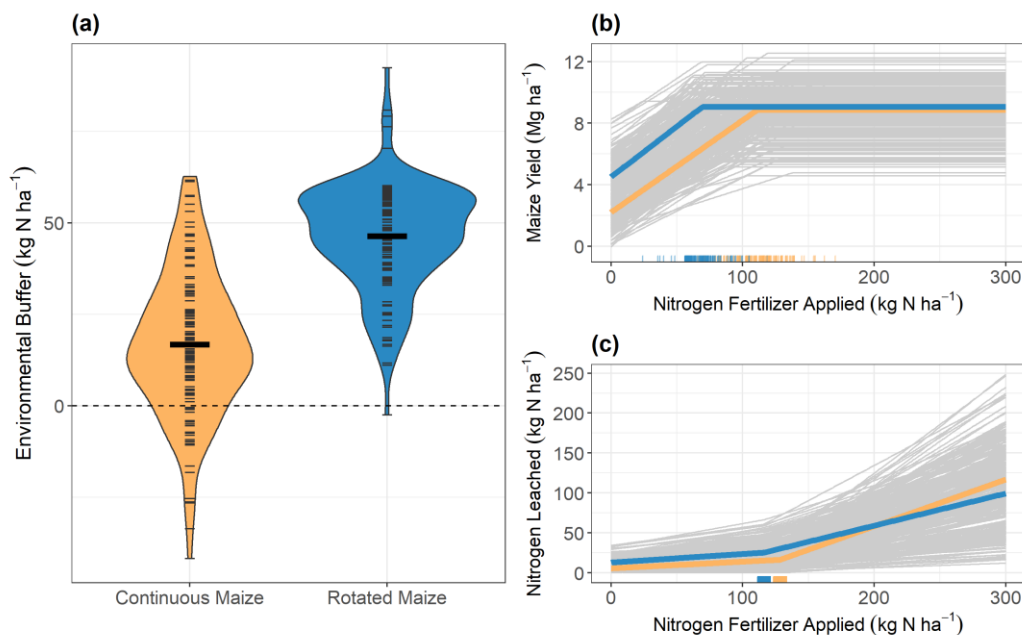 (a)
Environmental Buffer (kg N ha⁻¹)
50
0
Continuous Maize
Rotated Maize
(b)
Maize Yield (Mg ha⁻¹)
12
8
4
0
0 100 200 300
Nitrogen Fertilizer Applied (kg N ha⁻¹)
(c)
Nitrogen Leached (kg N ha⁻¹)
250
200
150
100
50
0
0 100 200 300
Nitrogen Fertilizer Applied (kg N ha⁻¹)